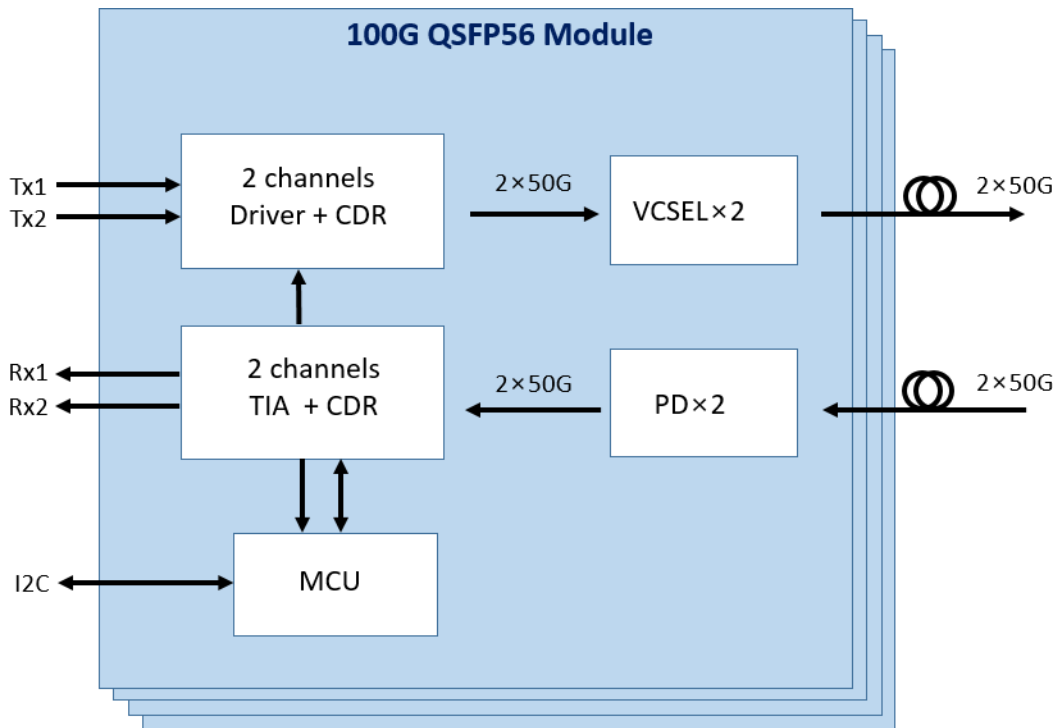 100G QSFP56 Module
Tx1
Tx2
2 channels
Driver + CDR
2×50G
VCSEL×2
2×50G
Rx1
Rx2
2 channels
TIA + CDR
2×50G
PD×2
2×50G
I2C
MCU